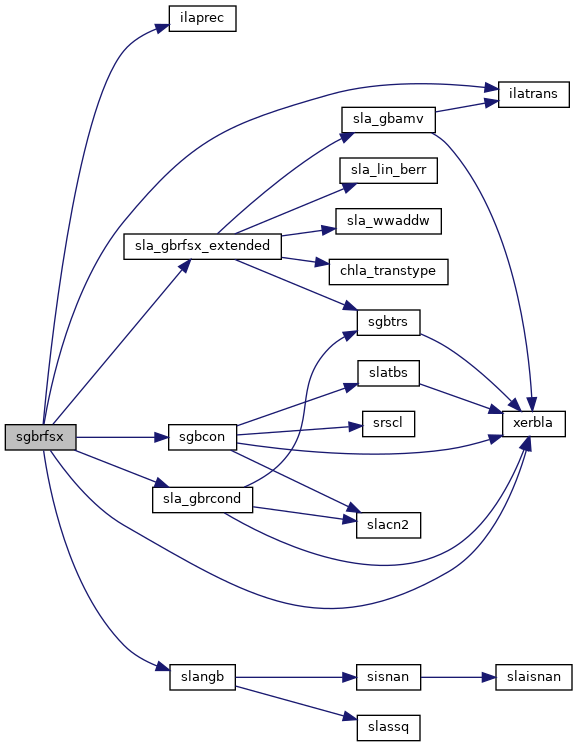 ilaprec
ilatrans
sla_gbamv
sla_lin_berr
sla_wwaddw
sla_gbrfsx_extended
chla_transtype
sgbtrs
slatbs
srscl
xerbla
sgbrfsx
sgbcon
sla_gbrcond
slacn2
slangb
sisnan
slaisnan
slassq